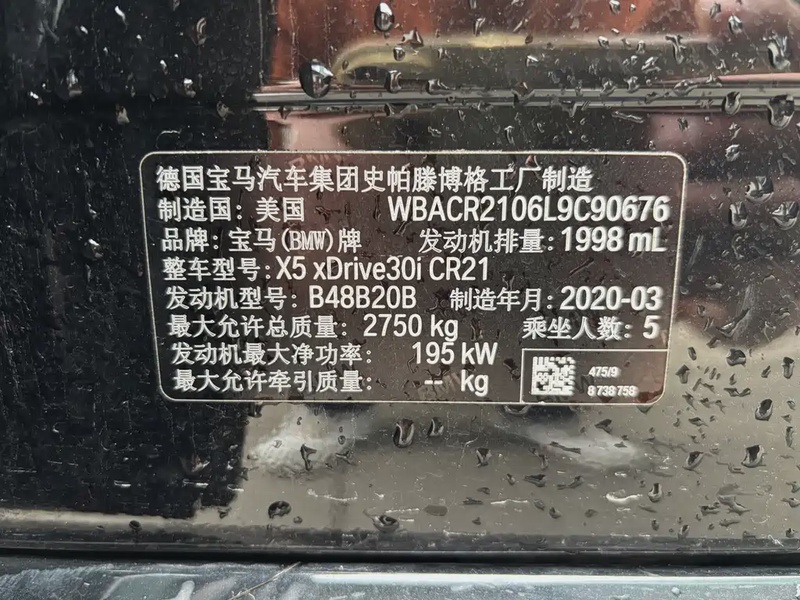 德国宝马汽车集团史帕滕博格工厂制造
制造国: 美国 WBACR2106L9C90676
品牌: 宝马(BMW)牌 发动机排量: 1998 mL
整车型号: X5 xDrive30i CR21
发动机型号: B48B20B 制造年月: 2020-03
最大允许总质量: 2750 kg 乘坐人数: 5
发动机最大净功率: 195 kW
最大允许牵引质量: -- kg
475/9
8 738 758